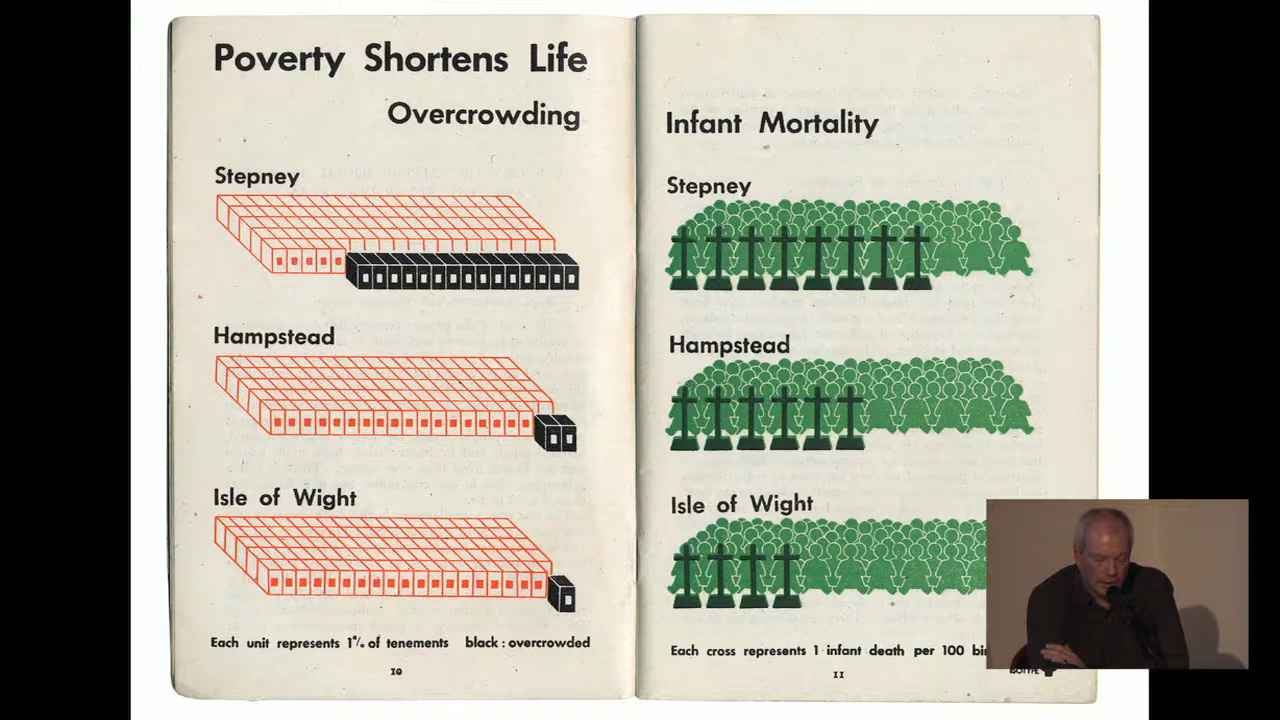 Poverty Shortens Life
Overcrowding
Stepney
Hampstead
Isle of Wight
Each unit represents 1% of tenements black : overcrowded
10
Infant Mortality
Stepney
Hampstead
Isle of Wight
Each cross represents 1 infant death per 100
11
ISOTYPE